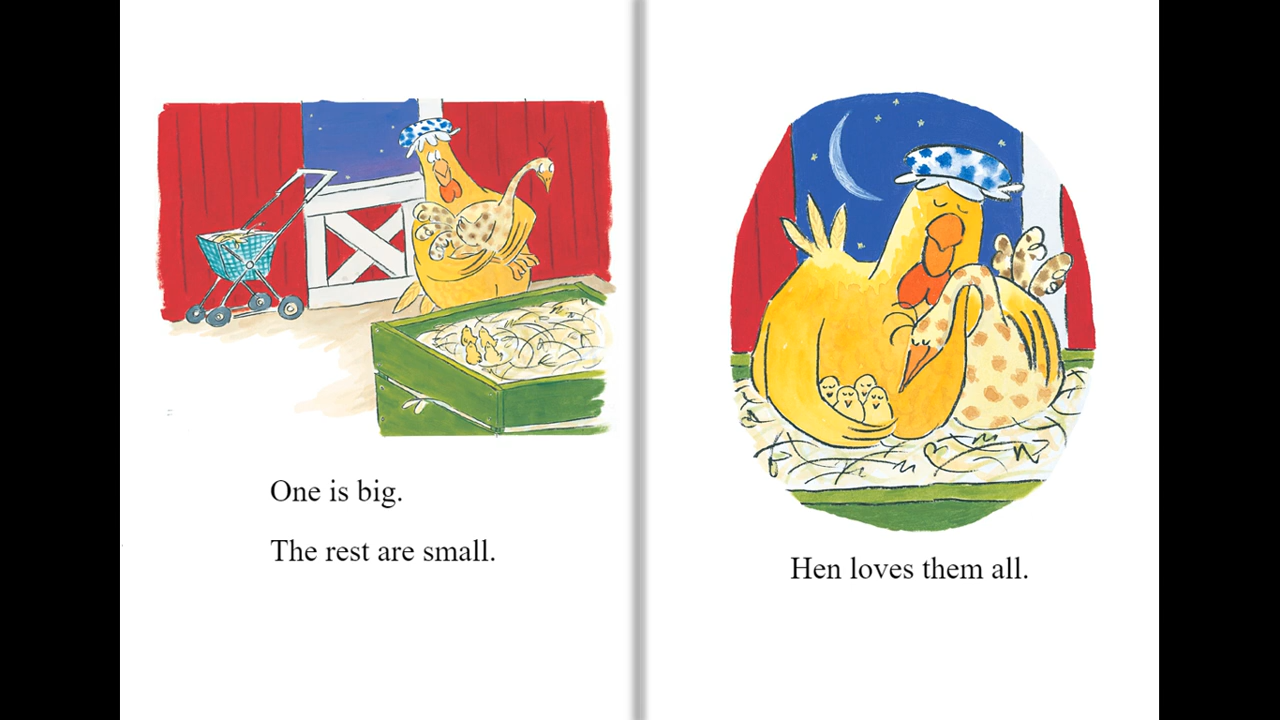 One is big.
The rest are small.
Hen loves them all.